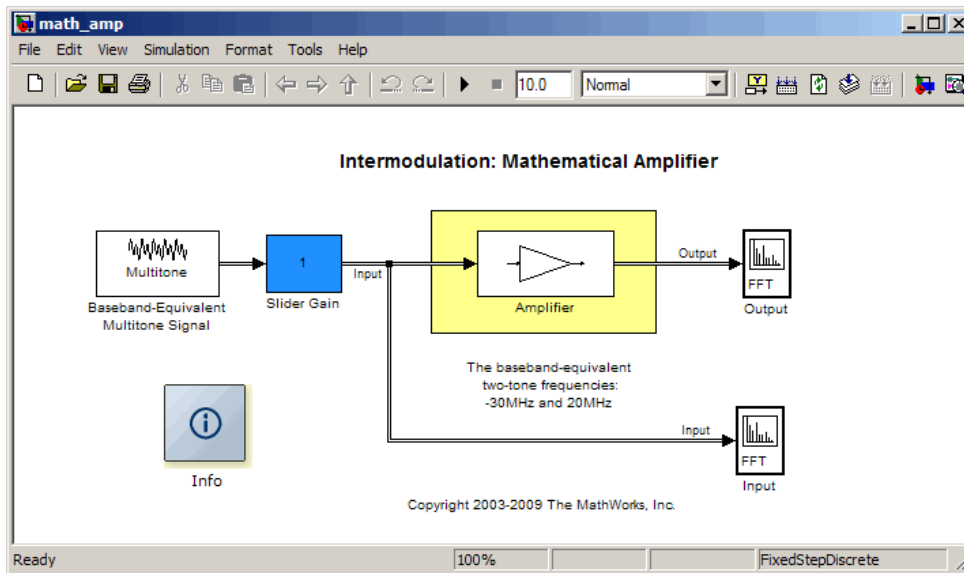 math_amp
File Edit View Simulation Format Tools Help
10.0 Normal
Intermodulation: Mathematical Amplifier
Multitone
Baseband-Equivalent
Multitone Signal
1
Slider Gain
Input
Amplifier
Output
FFT
Output
The baseband-equivalent
two-tone frequencies:
-30MHz and 20MHz
Info
Input
FFT
Input
Copyright 2003-2009 The MathWorks, Inc.
Ready 100% FixedStepDiscrete